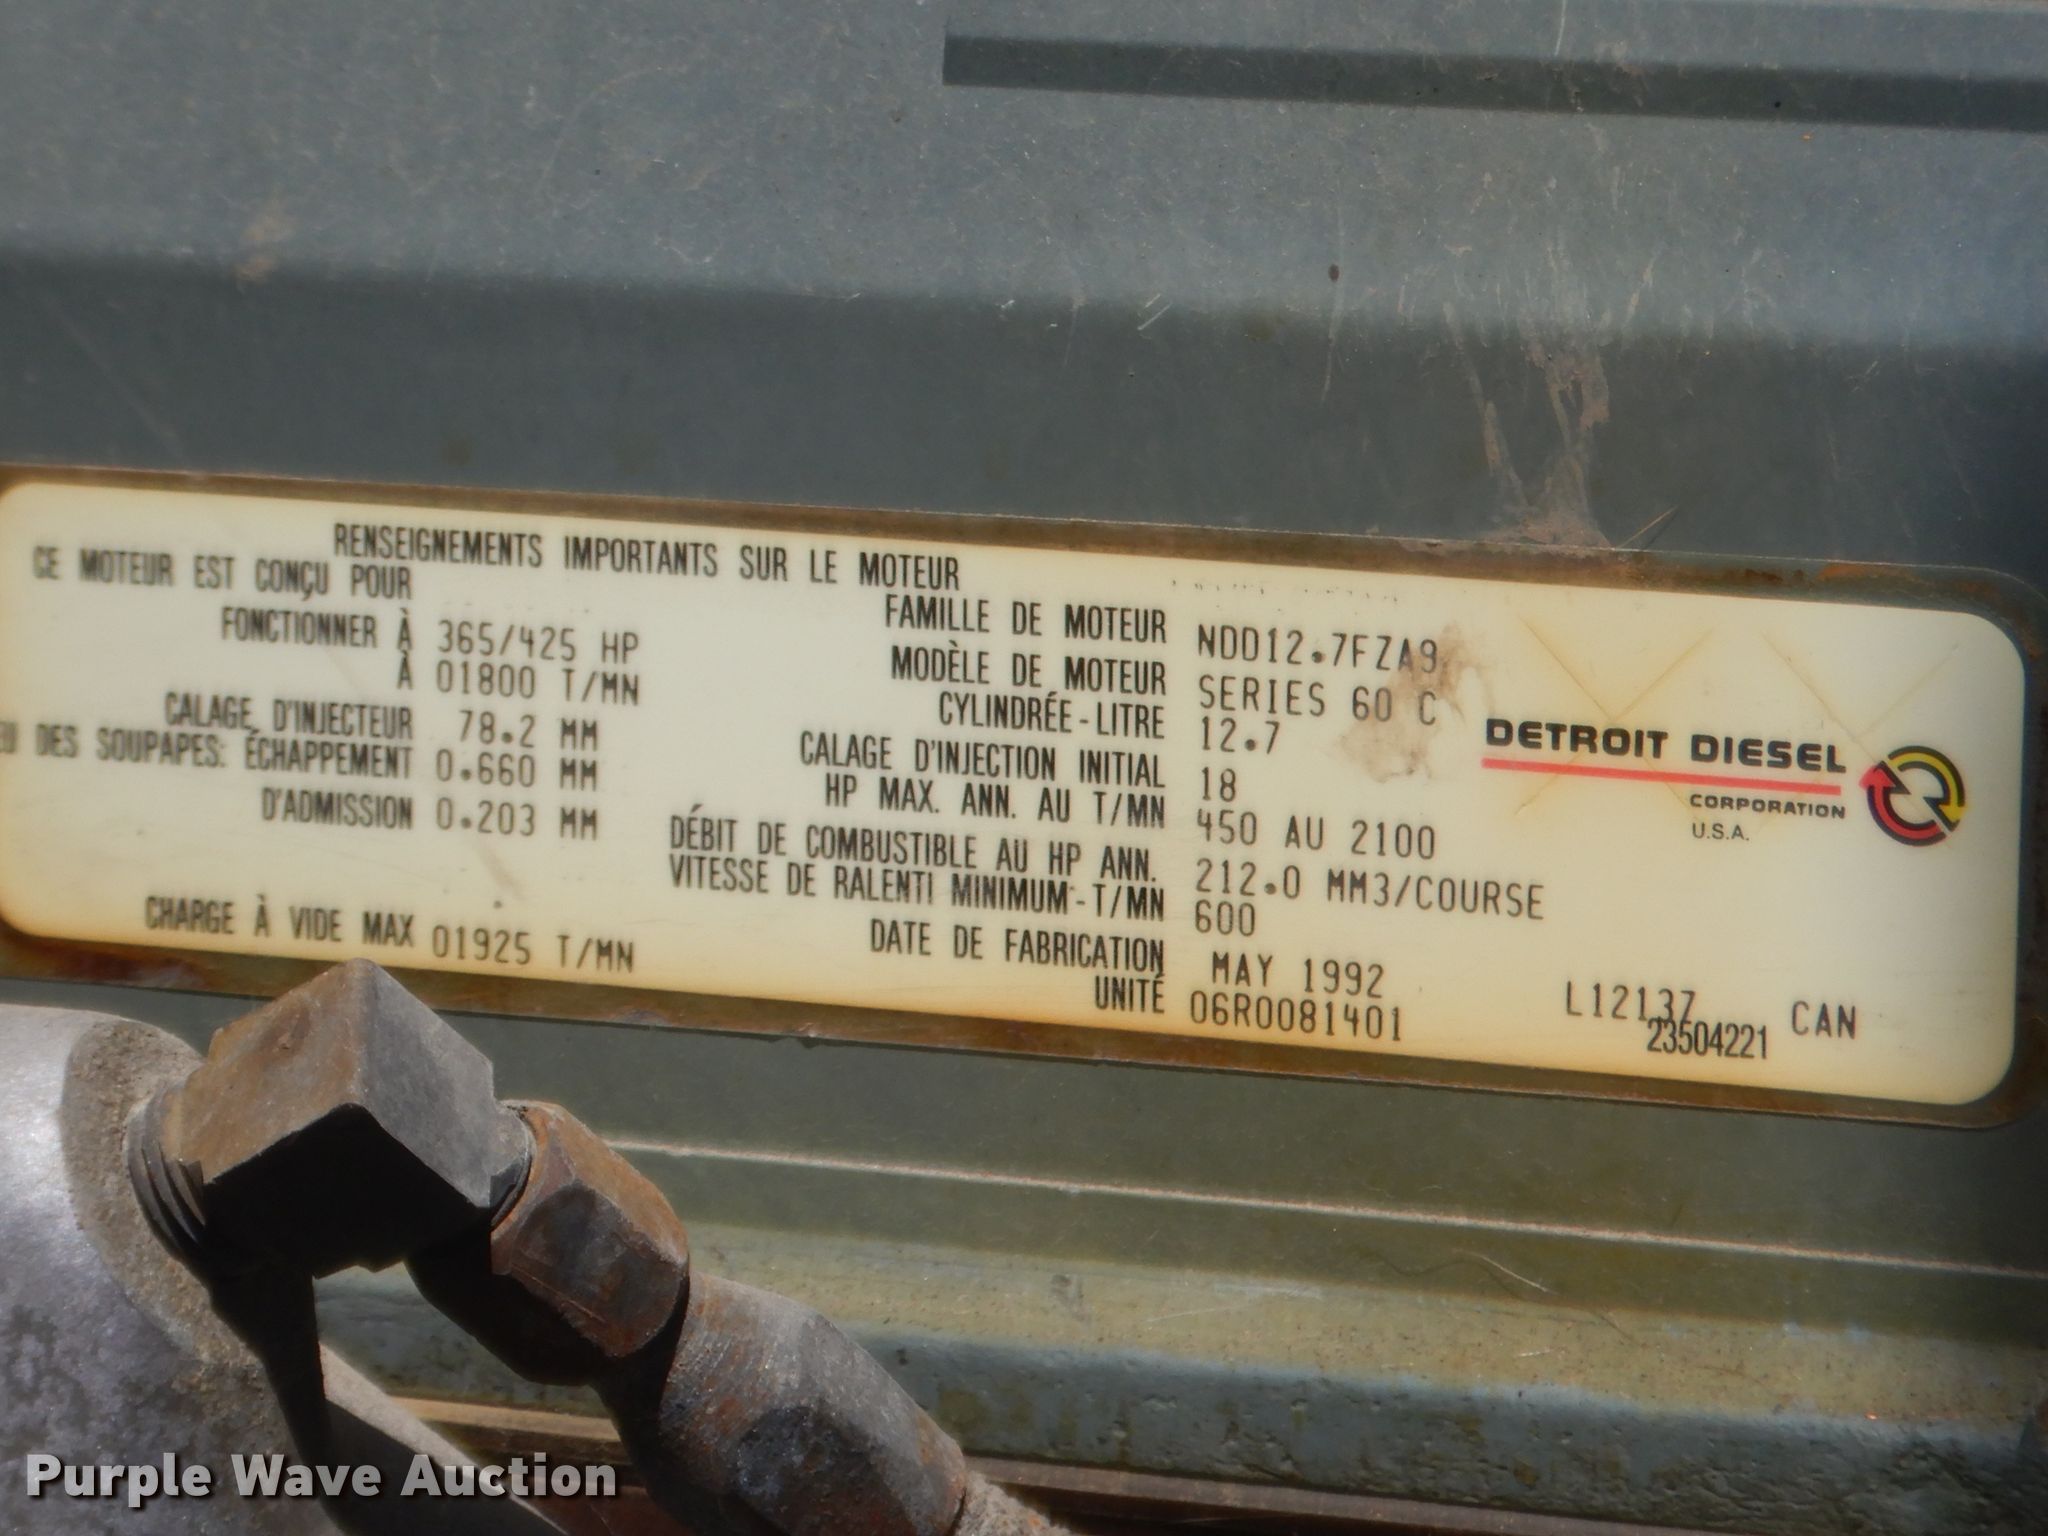 RENSEIGNEMENTS IMPORTANTS SUR LE MOTEUR
CE MOTEUR EST CONÇU POUR
FONCTIONNER À 365/425 HP
À 01800 T/MN
CALAGE D'INJECTEUR 78.2 MM
DES SOUPAPES: ÉCHAPPEMENT 0.660 MM
D'ADMISSION 0.203 MM
CHARGE À VIDE MAX 01925 T/MN
FAMILLE DE MOTEUR NDD12.7FZA9
MODÈLE DE MOTEUR SERIES 60 C
CYLINDRÉE-LITRE 12.7
CALAGE D'INJECTION INITIAL 18
HP MAX. ANN. AU T/MN 450 AU 2100
DÉBIT DE COMBUSTIBLE AU HP ANN. 212.0 MM3/COURSE
VITESSE DE RALENTI MINIMUM-T/MN 600
DATE DE FABRICATION MAY 1992
UNITÉ 06R0081401
DETROIT DIESEL
CORPORATION
U.S.A.
L12137 CAN
23504221
Purple Wave Auction